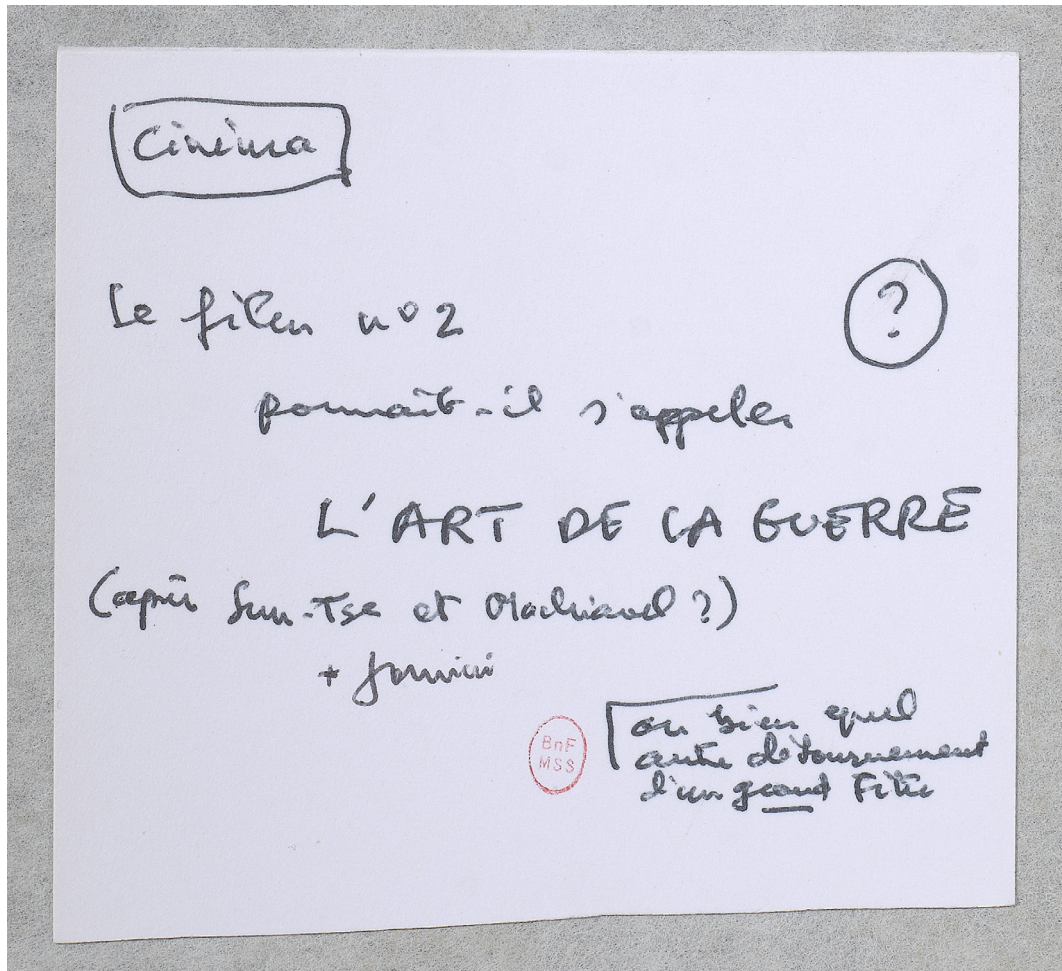 Cinéma
Le film n° 2
?
pourrait-il s'appeler
L'ART DE LA GUERRE
(après Sun-Tse et Machiavel ?)
+ Jomini
ou bien quel
autre détournement
d'un grand titre
BnF
MSS